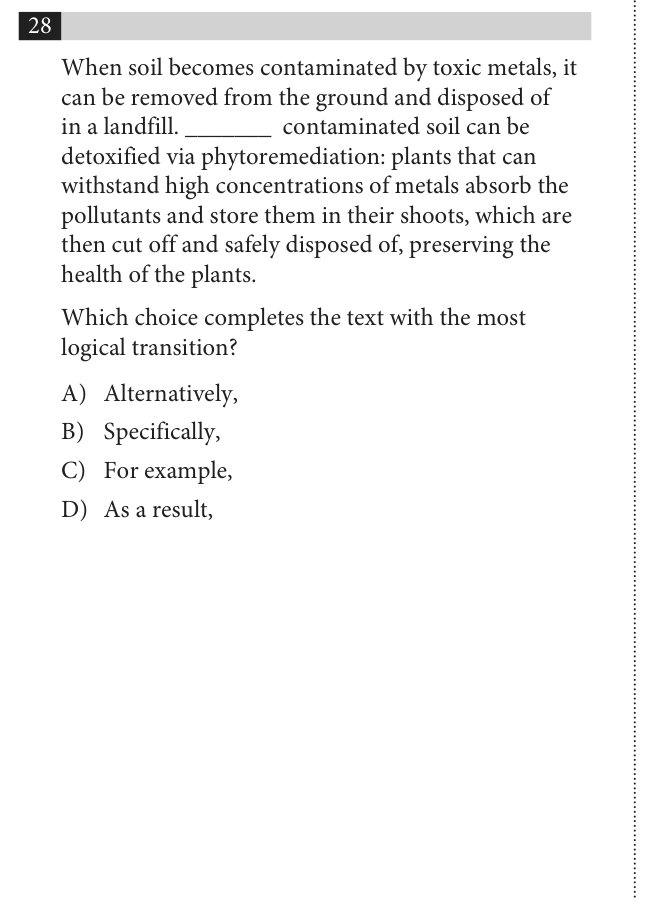 28
When soil becomes contaminated by toxic metals, it
can be removed from the ground and disposed of
in a landfill. _______ contaminated soil can be
detoxified via phytoremediation: plants that can
withstand high concentrations of metals absorb the
pollutants and store them in their shoots, which are
then cut off and safely disposed of, preserving the
health of the plants.
Which choice completes the text with the most
logical transition?
A) Alternatively,
B) Specifically,
C) For example,
D) As a result,